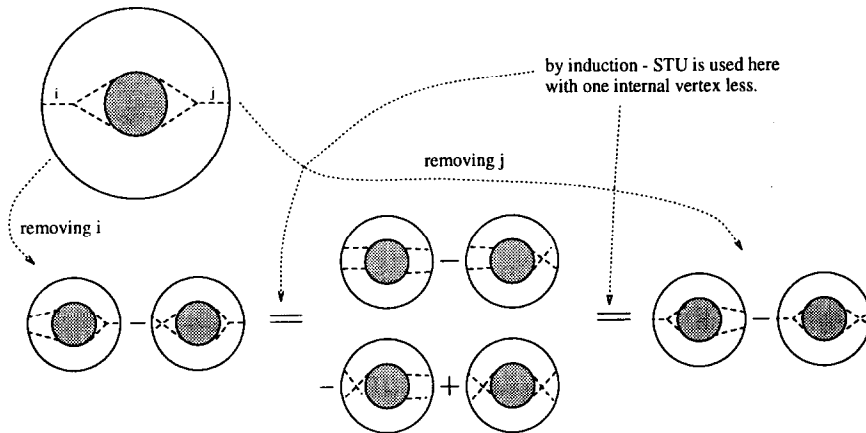 by induction - STU is used here
with one internal vertex less.
i
j
removing j
removing i
− − = − + = −